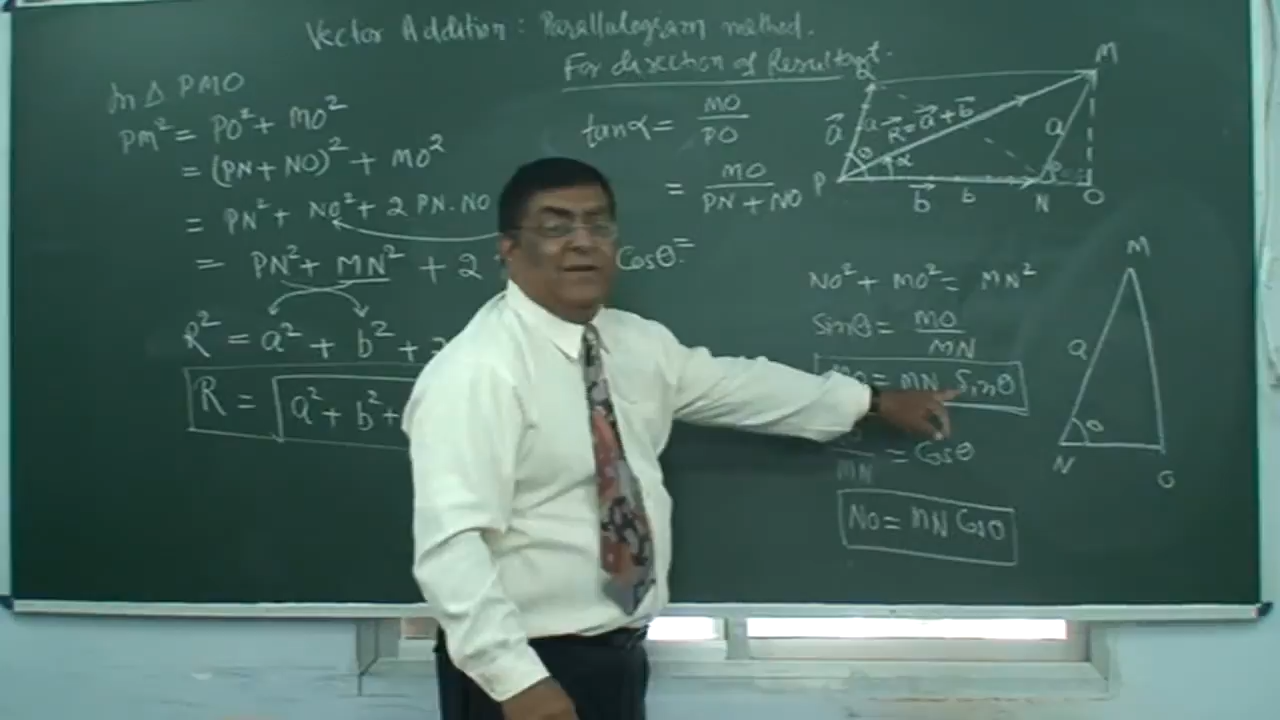 Vector Addition : Parallalogram method.
In Δ PMO
PM² = PO² + MO²
= (PN + NO)² + MO²
= PN² + NO² + 2 PN.NO
= PN² + MN² + 2
Cosθ =
R² = a² + b² +
R = √a² + b² +
For direction of Resultant.
tanα = MO/PO
= MO/PN + NO
Q
M
a⃗
a
R⃗ = a⃗ + b⃗
a
θ
α
θ
P
b⃗
b
N
O
NO² + MO² = MN²
Sinθ = MO/MN
MO = MN Sinθ
MN = Cosθ
NO = MN Cosθ
M
a
θ
N
O